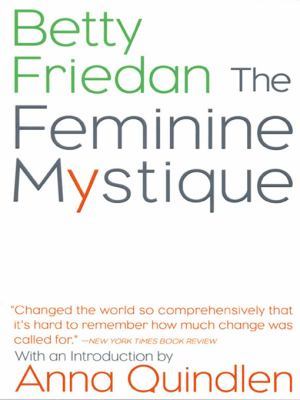 Betty
Friedan The
Feminine
Mystique
"Changed the world so comprehensively that
it's hard to remember how much change was
called for." —NEW YORK TIMES BOOK REVIEW
With an Introduction by
Anna Quindlen